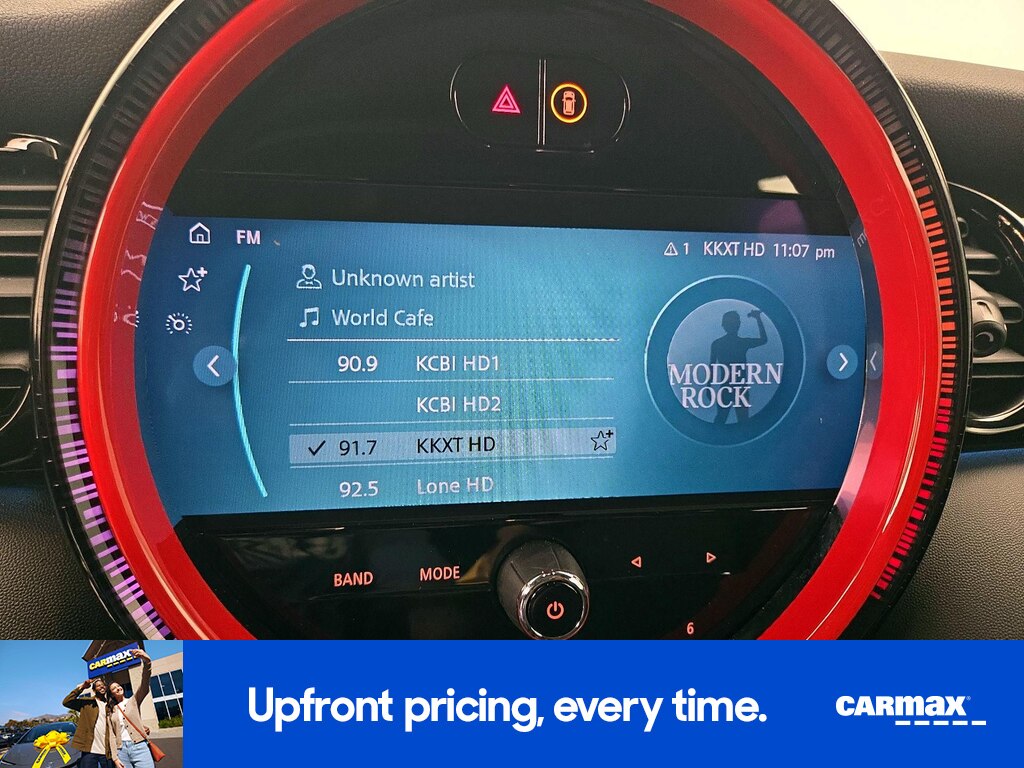 FM
1 KKXT HD 11:07 pm
Unknown artist
World Cafe
90.9 KCBI HD1
KCBI HD2
91.7 KKXT HD
92.5 Lone HD
MODERN
ROCK
BAND MODE
6
CARMAX
Upfront pricing, every time.
CARMAX